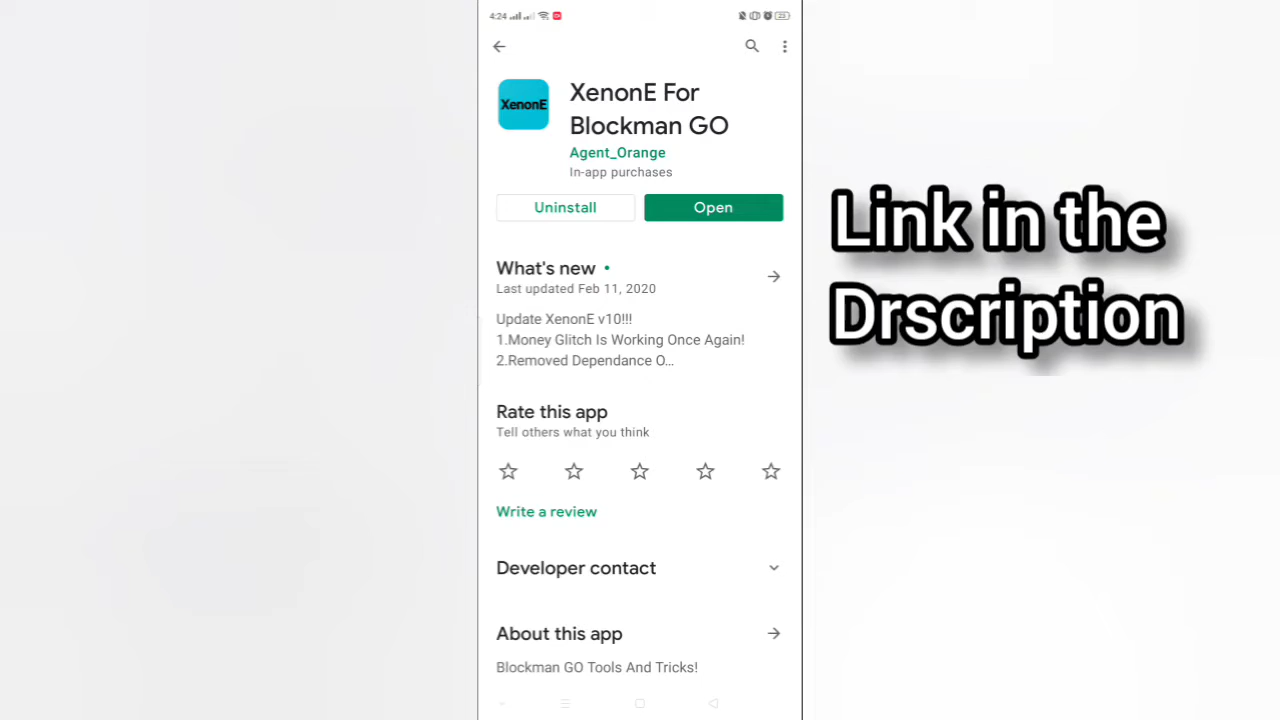 4:24
23
XenonE
XenonE For
Blockman GO
Agent_Orange
In-app purchases
Uninstall
Open
Link in the
Drscription
What's new
Last updated Feb 11, 2020
Update XenonE v10!!!
1.Money Glitch Is Working Once Again!
2.Removed Dependance O...
Rate this app
Tell others what you think
Write a review
Developer contact
About this app
Blockman GO Tools And Tricks!